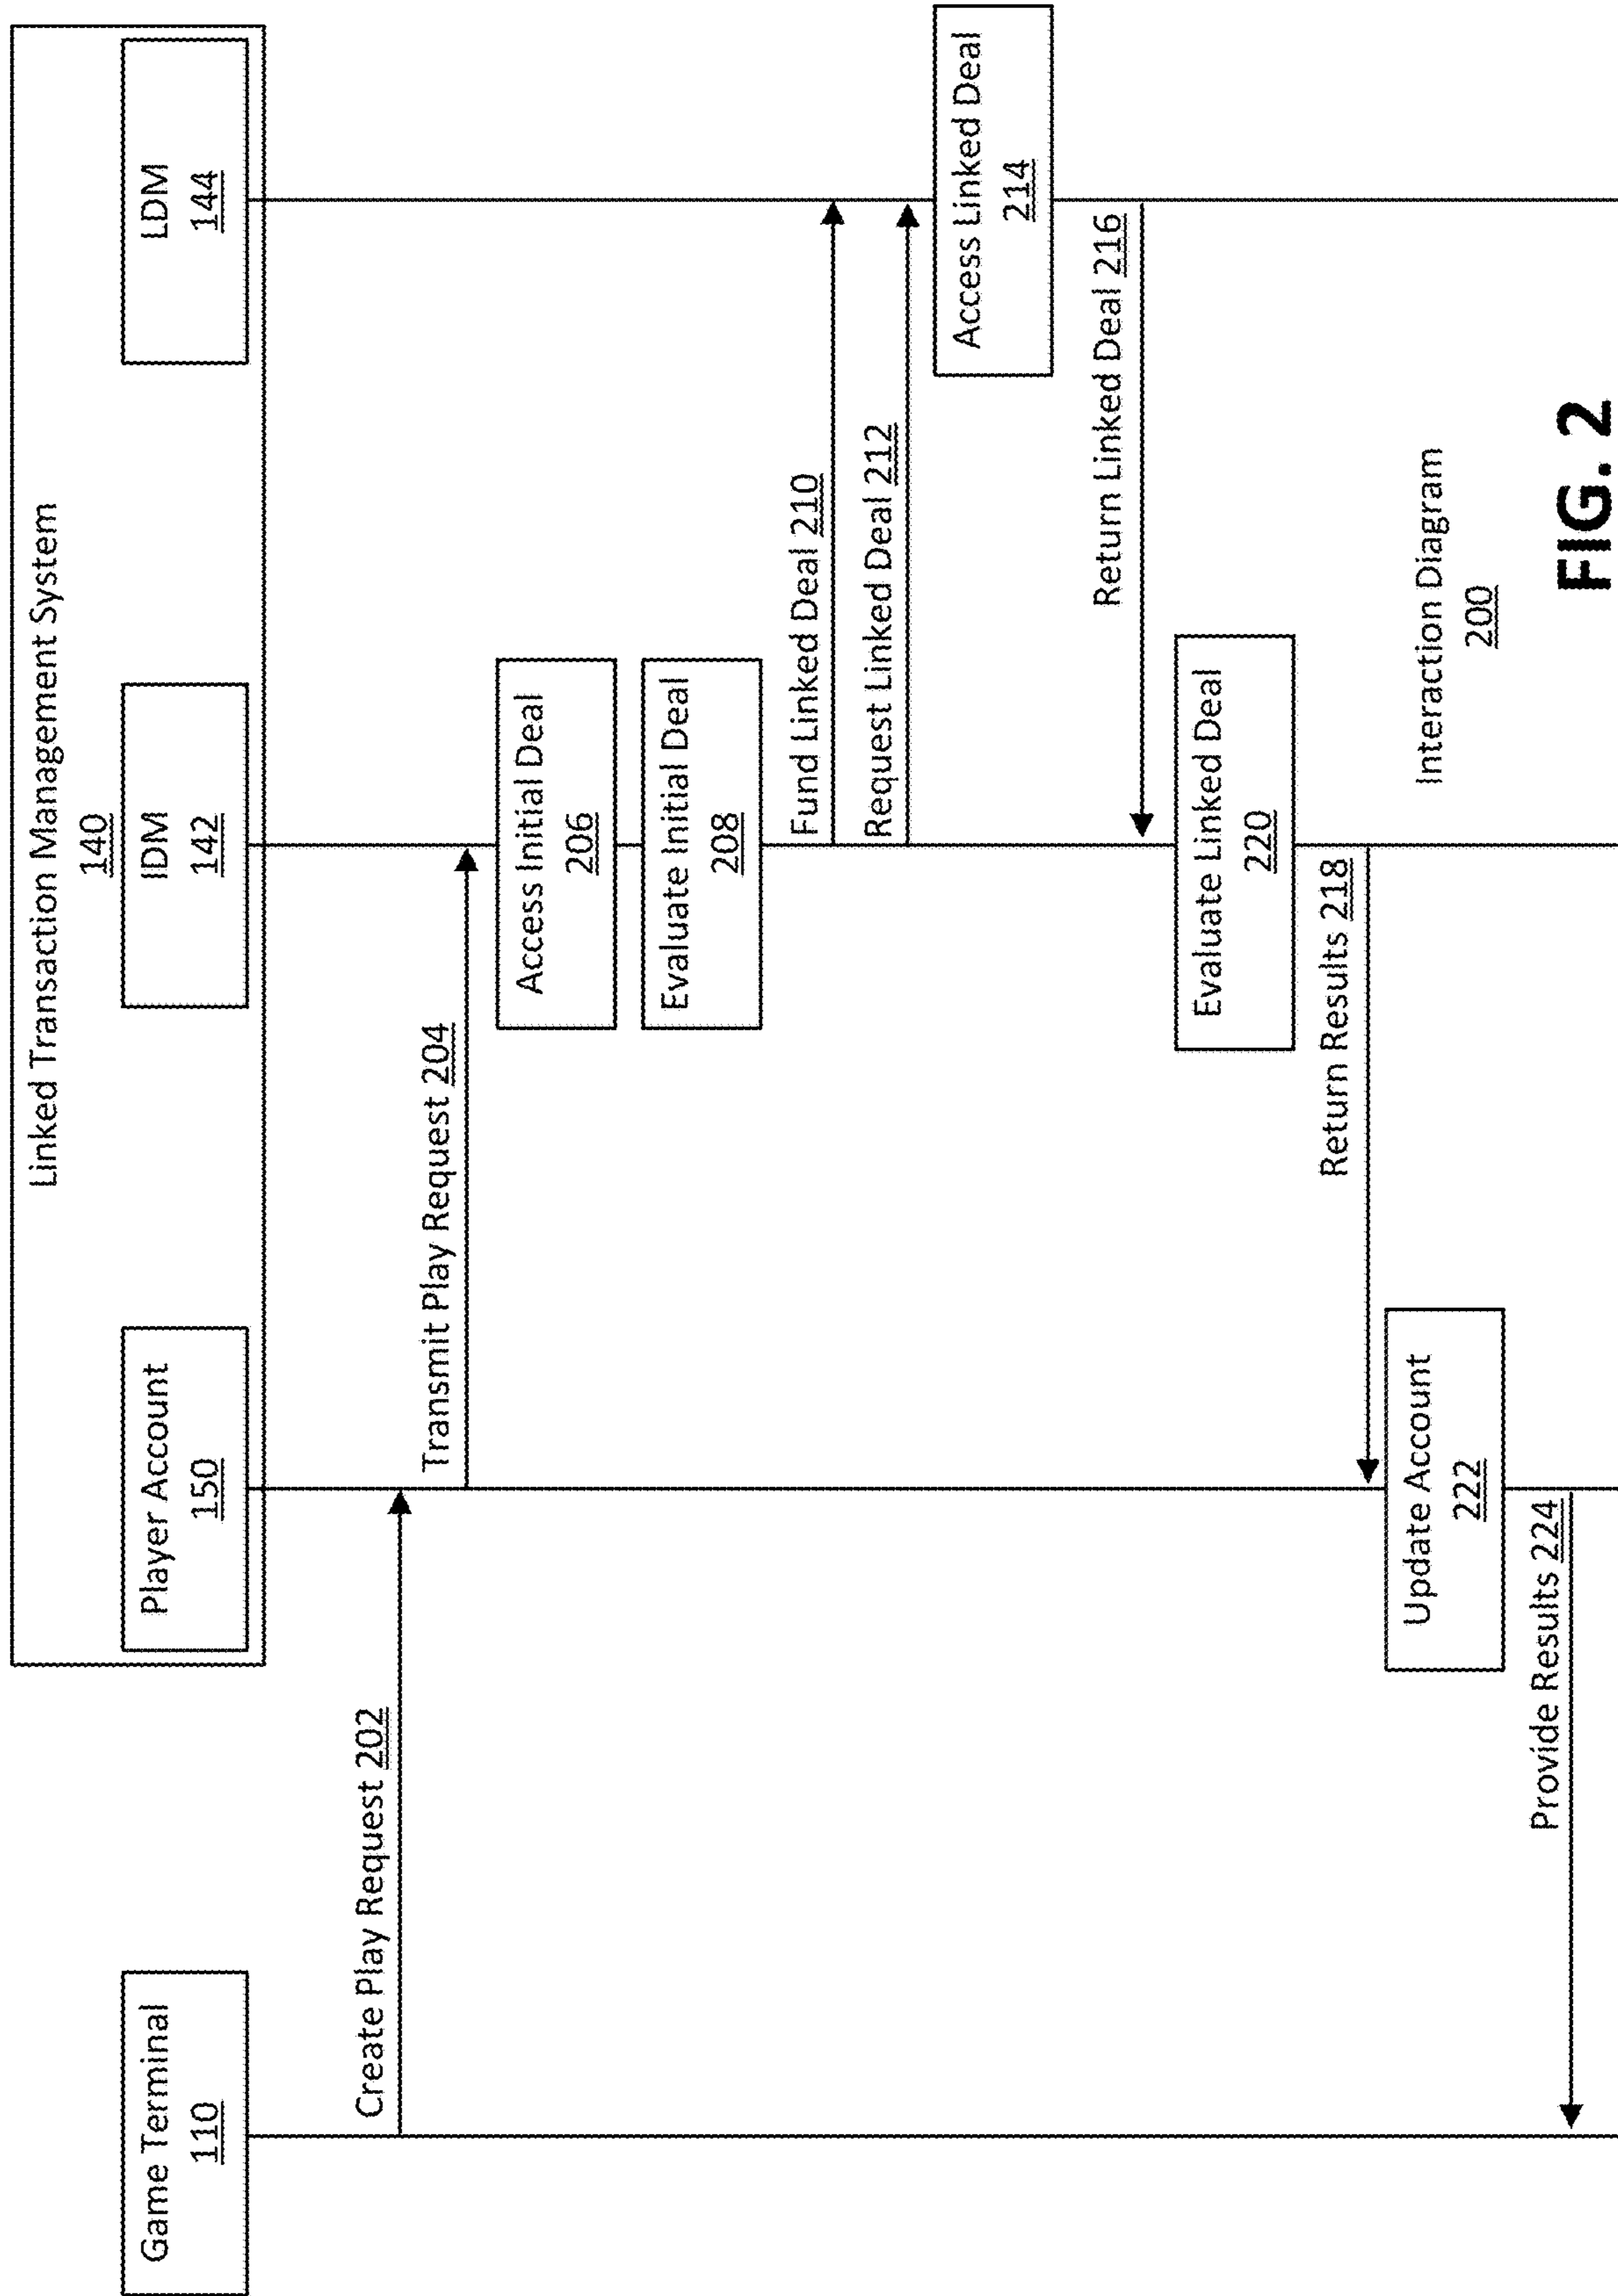 Linked Transaction Management System
140
Game Terminal
110
Player Account
150
IDM
142
LDM
144
Create Play Request 202
Transmit Play Request 204
Access Initial Deal
206
Evaluate Initial Deal
208
Fund Linked Deal 210
Request Linked Deal 212
Access Linked Deal
214
Return Linked Deal 216
Evaluate Linked Deal
220
Return Results 218
Update Account
222
Provide Results 224
Interaction Diagram
200
FIG. 2